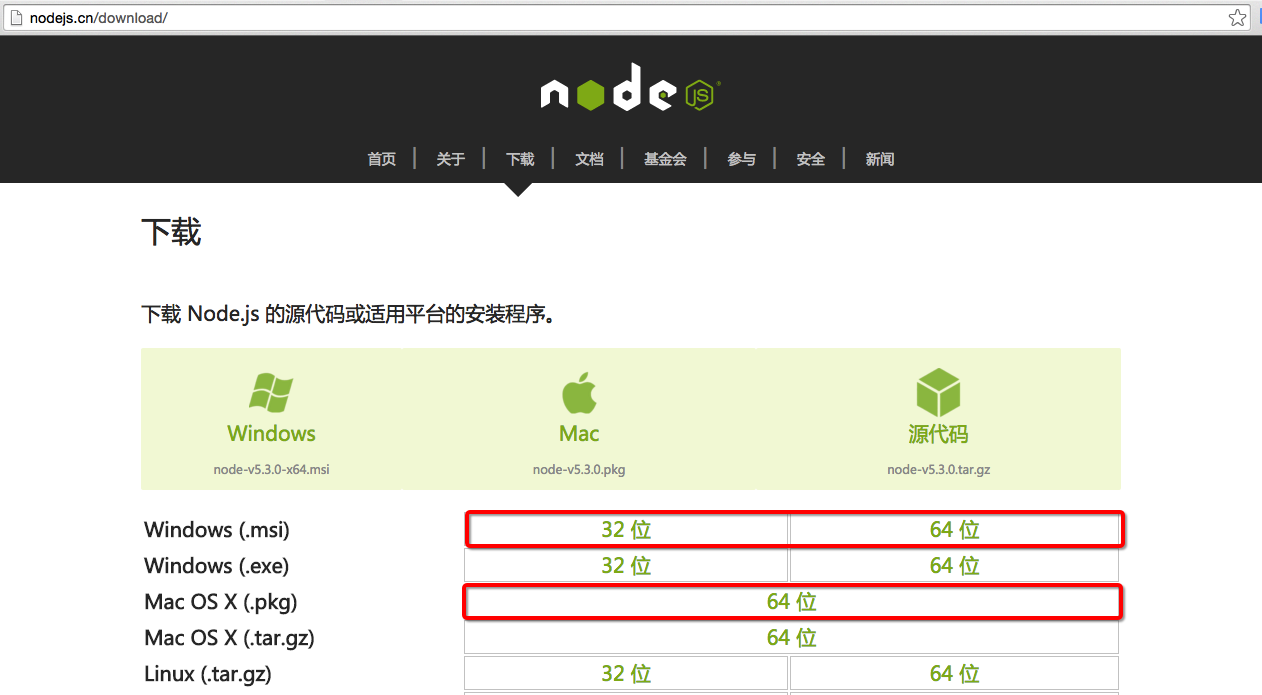 nodejs.cn/download/
node JS
首页 | 关于 | 下载 | 文档 | 基金会 | 参与 | 安全 | 新闻
下载
下载 Node.js 的源代码或适用平台的安装程序。
Windows Mac 源代码
node-v5.3.0-x64.msi node-v5.3.0.pkg node-v5.3.0.tar.gz
Windows (.msi) 32 位 64 位
Windows (.exe) 32 位 64 位
Mac OS X (.pkg) 64 位
Mac OS X (.tar.gz) 64 位
Linux (.tar.gz) 32 位 64 位